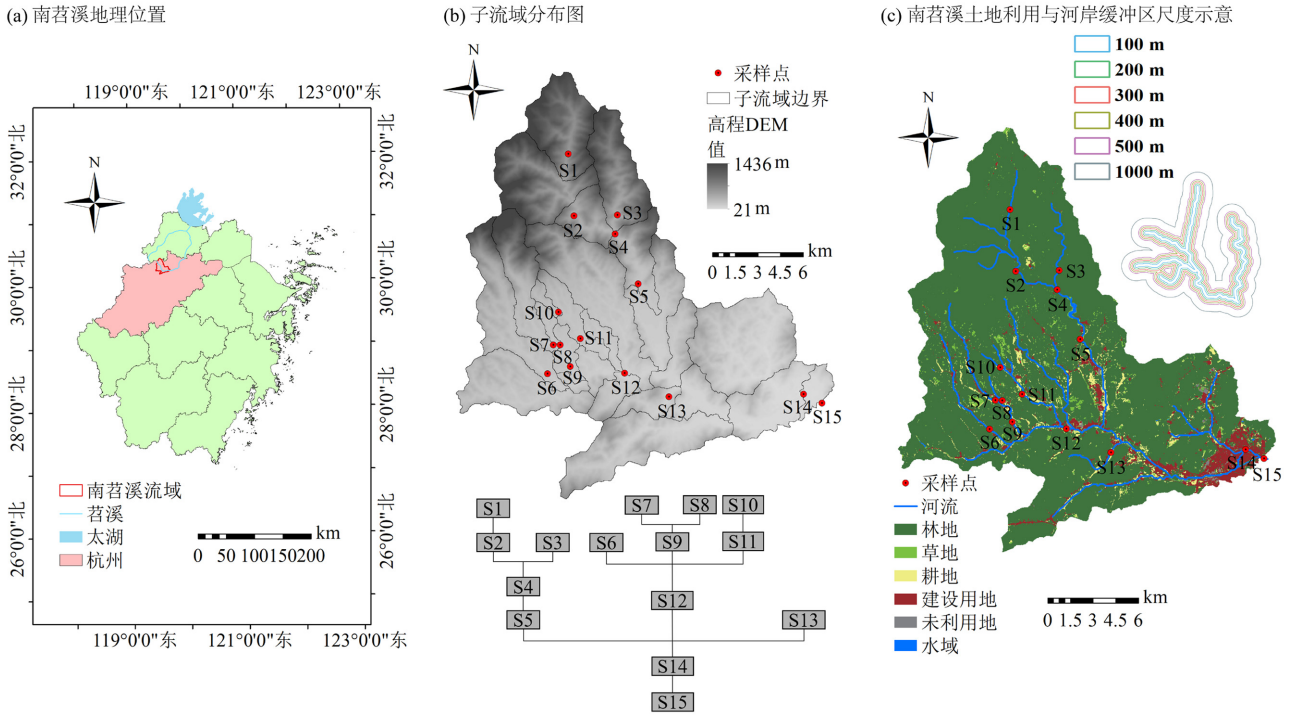 (a) 南苕溪地理位置
119°0'0"东 121°0'0"东 123°0'0"东
32°0'0"北
30°0'0"北
28°0'0"北
26°0'0"北
N
32°0'0"北
30°0'0"北
28°0'0"北
26°0'0"北
南苕溪流域
苕溪
太湖
杭州
km
0 50 100150200
119°0'0"东 121°0'0"东 123°0'0"东
(b) 子流域分布图
N
采样点
子流域边界
高程DEM
值
1436 m
21 m
km
0 1.5 3 4.5 6
S1
S2
S3
S4
S5
S10
S11
S7
S8
S6
S9
S12
S13
S14
S15
S1 S7 S8 S10
S2 S3 S6 S9 S11
S4
S12
S5 S13
S14
S15
(c) 南苕溪土地利用与河岸缓冲区尺度示意
100 m
200 m
300 m
400 m
500 m
1000 m
N
S1
S2
S3
S4
S5
S10
S11
S7
S8
S6
S9
S12
S13
S14
S15
采样点
河流
林地
草地
耕地
建设用地
未利用地
水域
km
0 1.5 3 4.5 6